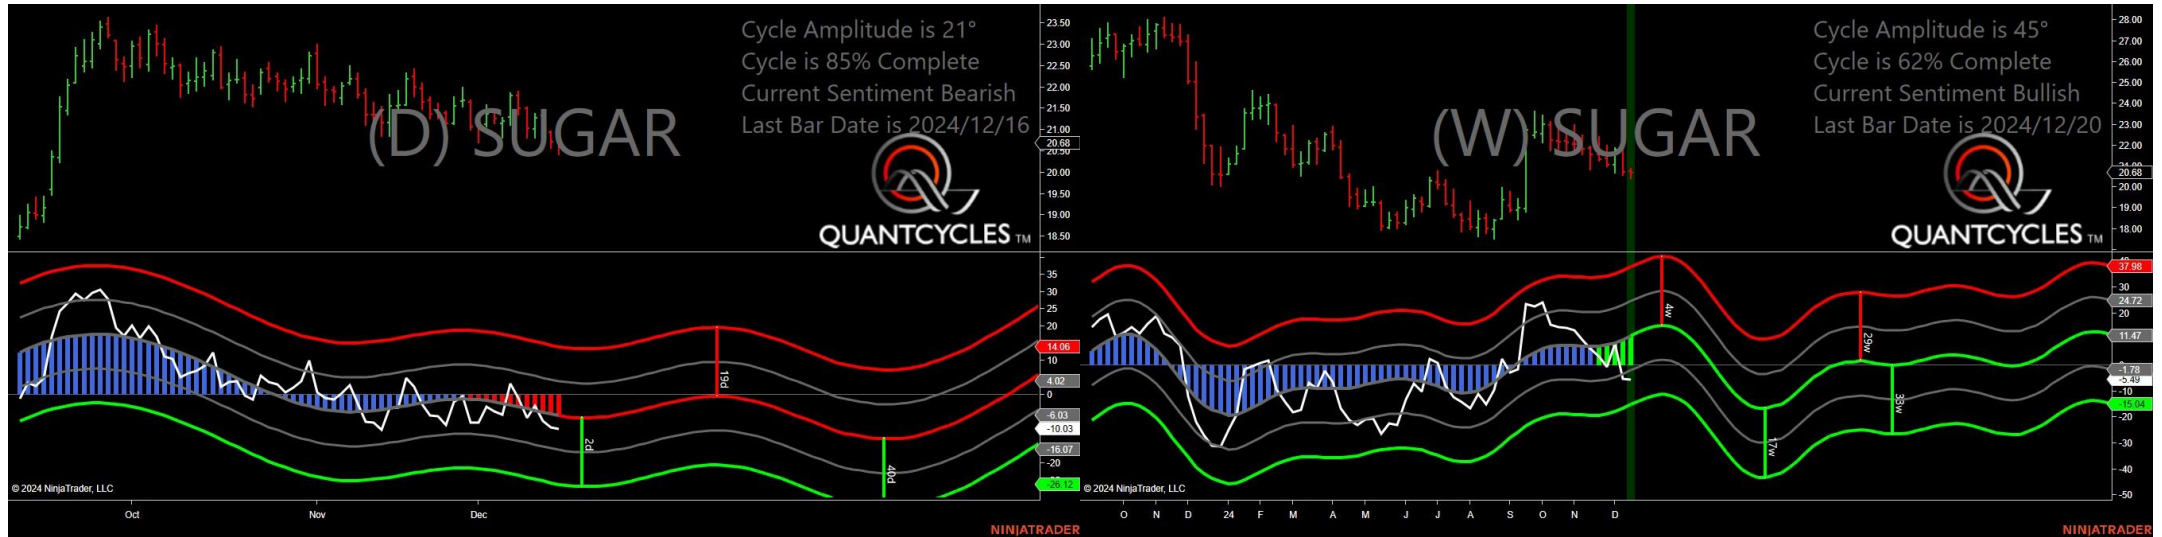 Cycle Amplitude is 21°
Cycle is 85% Complete
Current Sentiment Bearish
Last Bar Date is 2024/12/16
(D) SUGAR
QUANTCYCLES TM
23.50
23.00
22.50
22.00
21.50
21.00
20.68
20.50
20.00
19.50
19.00
18.50
35
30
25
20
14.06
10
4.02
0
-6.03
-10.03
-16.07
-20
-26.12
19d
2d
40d
© 2024 NinjaTrader, LLC
Oct
Nov
Dec
NINJATRADER
Cycle Amplitude is 45°
Cycle is 62% Complete
Current Sentiment Bullish
Last Bar Date is 2024/12/20
(W) SUGAR
QUANTCYCLES TM
28.00
27.00
26.00
25.00
24.00
23.00
22.00
21.00
20.68
20.00
19.00
18.00
37.98
30
24.72
20
11.47
-1.78
-5.49
-10
-15.04
-20
-30
-40
-50
4w
29w
17w
33w
© 2024 NinjaTrader, LLC
O N D 24 F M A M J J A S O N D
NINJATRADER